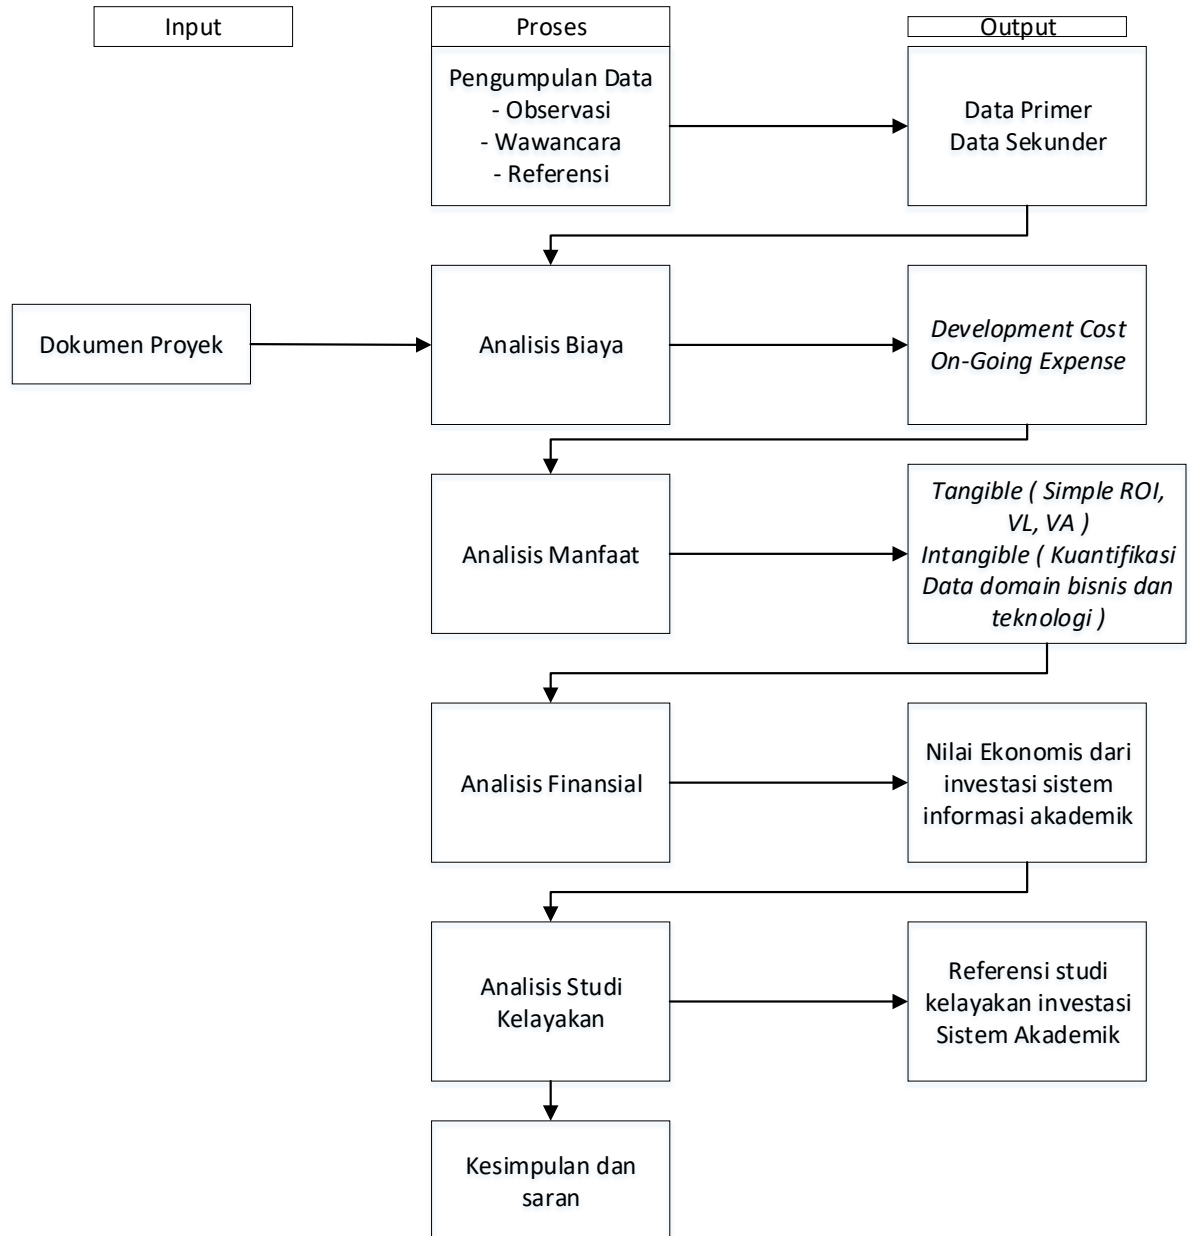 Input
Proses
Output
Pengumpulan Data
- Observasi
- Wawancara
- Referensi
Data Primer
Data Sekunder
Dokumen Proyek
Analisis Biaya
Development Cost
On-Going Expense
Analisis Manfaat
Tangible ( Simple ROI,
VL, VA )
Intangible ( Kuantifikasi
Data domain bisnis dan
teknologi )
Analisis Finansial
Nilai Ekonomis dari
investasi sistem
informasi akademik
Analisis Studi
Kelayakan
Referensi studi
kelayakan investasi
Sistem Akademik
Kesimpulan dan
saran